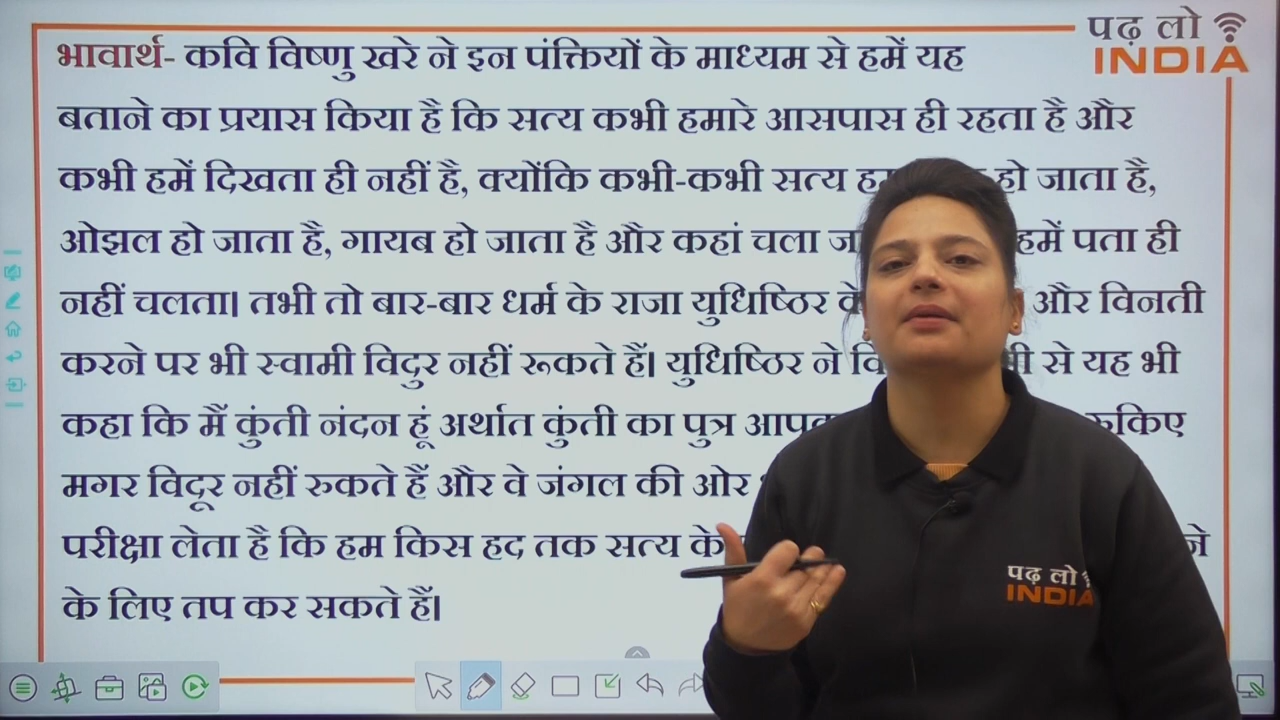 पढ़ लो
INDIA
भावार्थ- कवि विष्णु खरे ने इन पंक्तियों के माध्यम से हमें यह
बताने का प्रयास किया है कि सत्य कभी हमारे आसपास ही रहता है और
कभी हमें दिखता ही नहीं है, क्योंकि कभी-कभी सत्य हो जाता है,
ओझल हो जाता है, गायब हो जाता है और कहां चला हमें पता ही
नहीं चलता। तभी तो बार-बार धर्म के राजा युधिष्ठिर और विनती
करने पर भी स्वामी विदुर नहीं रूकते हैं। युधिष्ठिर ने से यह भी
कहा कि मैं कुंती नंदन हूं अर्थात कुंती का पुत्र रुकिए
मगर विदूर नहीं रुकते हैं और वे जंगल की ओर
परीक्षा लेता है कि हम किस हद तक सत्य के
के लिए तप कर सकते हैं।
पढ़ लो
INDIA